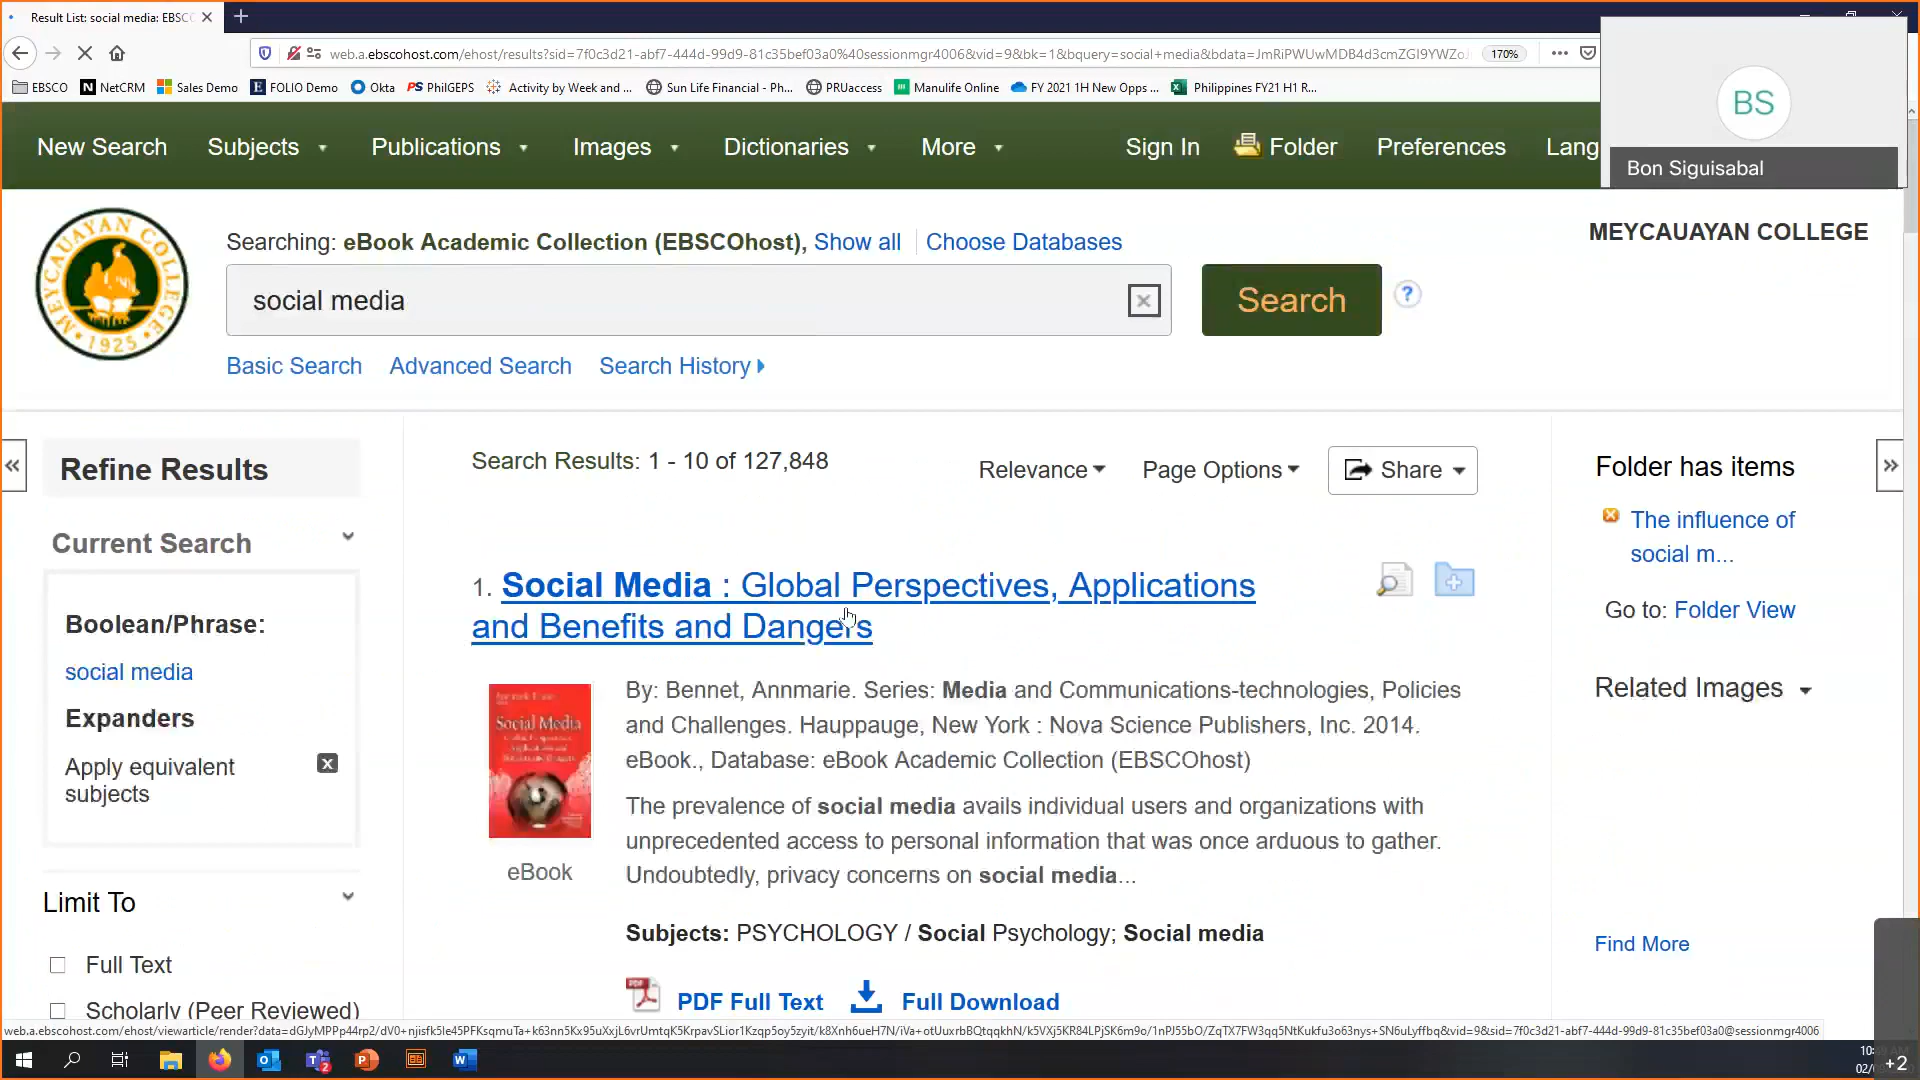 Result List: social media: EBSC
web.a.ebscohost.com/ehost/results?sid=7f0c3d21-abf7-444d-99d9-81c35bef03a0%40sessionmgr4006&vid=9&bk=1&bquery=social+media&bdata=JmRiPWUwMDB4d3cmZGl9YWZo 170%
EBSCO NetCRM Sales Demo FOLIO Demo Okta PhilGEPS Activity by Week and ... Sun Life Financial - Ph... PRUaccess Manulife Online FY 2021 1H New Opps ... Philippines FY21 H1 R...
BS
Bon Siguisabal
New Search Subjects Publications Images Dictionaries More Sign In Folder Preferences Lang
MEYCAUAYAN COLLEGE
1925
Searching: eBook Academic Collection (EBSCOhost), Show all Choose Databases
MEYCAUAYAN COLLEGE
social media
Search
?
Basic Search Advanced Search Search History
Refine Results
Current Search
Boolean/Phrase:
social media
Expanders
Apply equivalent
subjects
Limit To
Full Text
Scholarly (Peer Reviewed)
Search Results: 1 - 10 of 127,848
Relevance Page Options Share
1. Social Media : Global Perspectives, Applications
and Benefits and Dangers
Social Media
eBook
By: Bennet, Annmarie. Series: Media and Communications-technologies, Policies
and Challenges. Hauppauge, New York : Nova Science Publishers, Inc. 2014.
eBook., Database: eBook Academic Collection (EBSCOhost)
The prevalence of social media avails individual users and organizations with
unprecedented access to personal information that was once arduous to gather.
Undoubtedly, privacy concerns on social media...
Subjects: PSYCHOLOGY / Social Psychology; Social media
PDF Full Text Full Download
Folder has items
The influence of
social m...
Go to: Folder View
Related Images
Find More
+2